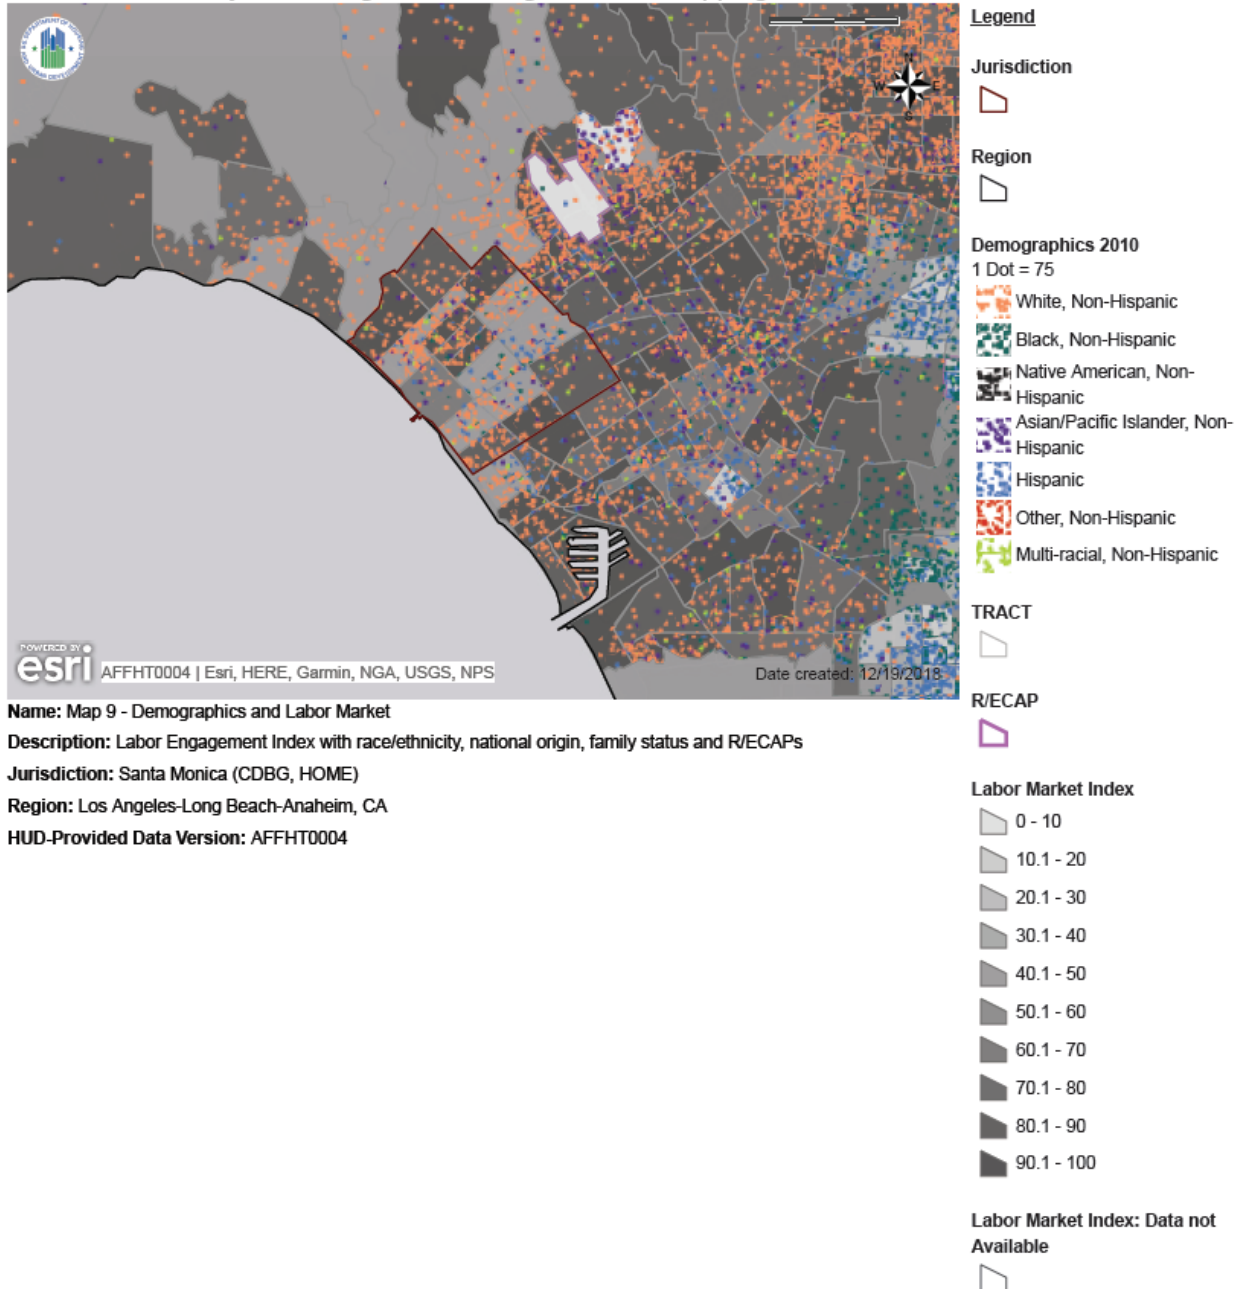 Legend
Jurisdiction
Region
Demographics 2010
1 Dot = 75
White, Non-Hispanic
Black, Non-Hispanic
Native American, Non-
Hispanic
Asian/Pacific Islander, Non-
Hispanic
Hispanic
Other, Non-Hispanic
Multi-racial, Non-Hispanic
TRACT
R/ECAP
Labor Market Index
0 - 10
10.1 - 20
20.1 - 30
30.1 - 40
40.1 - 50
50.1 - 60
60.1 - 70
70.1 - 80
80.1 - 90
90.1 - 100
Labor Market Index: Data not
Available
N
W E
S
POWERED BY
esri
AFFHT0004 | Esri, HERE, Garmin, NGA, USGS, NPS
Date created: 12/19/2018
Name: Map 9 - Demographics and Labor Market
Description: Labor Engagement Index with race/ethnicity, national origin, family status and R/ECAPs
Jurisdiction: Santa Monica (CDBG, HOME)
Region: Los Angeles-Long Beach-Anaheim, CA
HUD-Provided Data Version: AFFHT0004